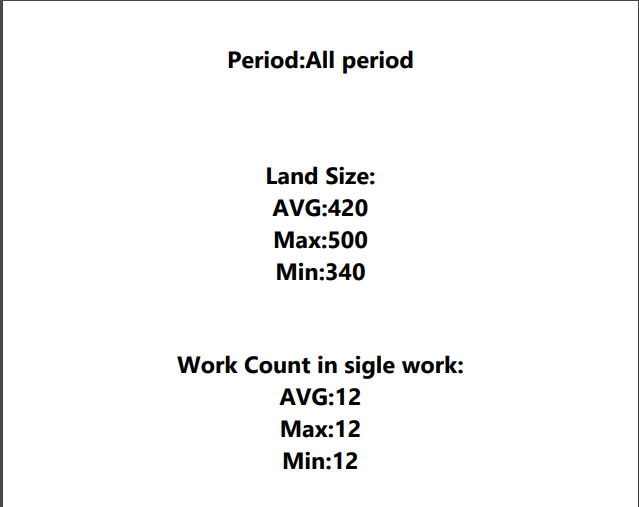 Period:All period
Land Size:
AVG:420
Max:500
Min:340
Work Count in sigle work:
AVG:12
Max:12
Min:12